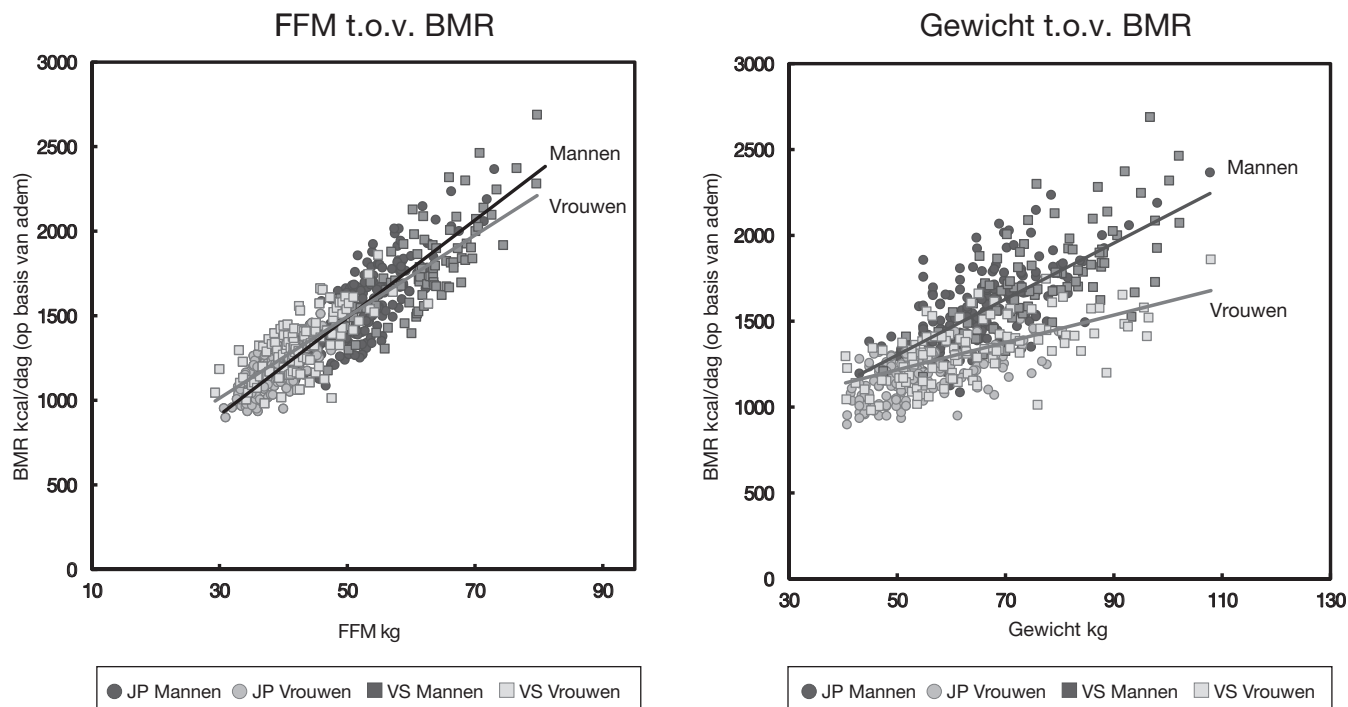 FFM t.o.v. BMR
BMR kcal/dag (op basis van adem)
3000
2500
2000
1500
1000
500
0
10
30
50
70
90
Mannen
Vrouwen
FFM kg
JP Mannen JP Vrouwen VS Mannen VS Vrouwen
Gewicht t.o.v. BMR
BMR kcal/dag (op basis van adem)
3000
2500
2000
1500
1000
500
0
30
50
70
90
110
130
Mannen
Vrouwen
Gewicht kg
JP Mannen JP Vrouwen VS Mannen VS Vrouwen